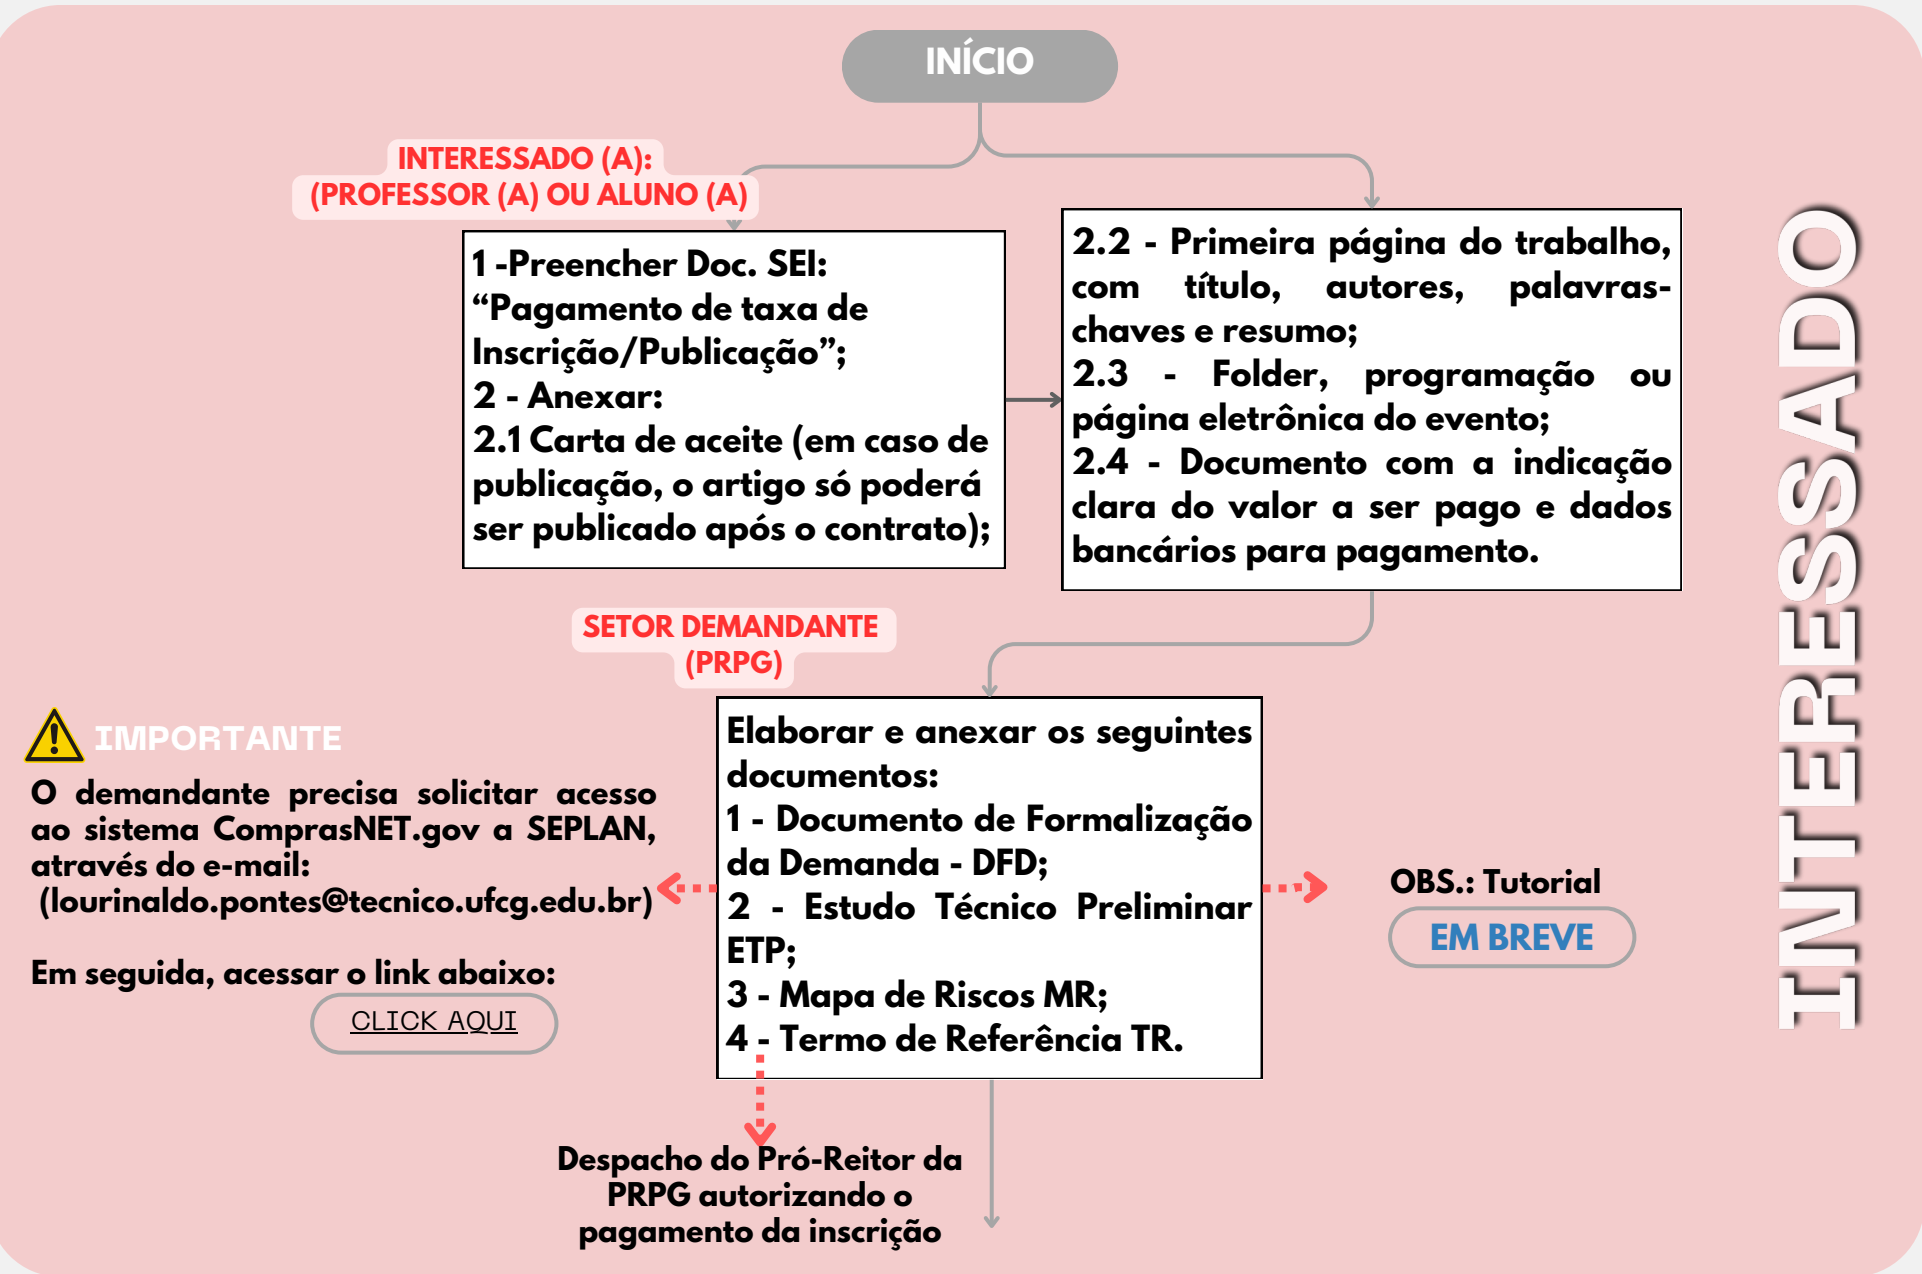 INÍCIO
INTERESSADO (A):
(PROFESSOR (A) OU ALUNO (A)
1 -Preencher Doc. SEI:
“Pagamento de taxa de
Inscrição/Publicação”;
2 - Anexar:
2.1 Carta de aceite (em caso de
publicação, o artigo só poderá
ser publicado após o contrato);
2.2 - Primeira página do trabalho,
com título, autores, palavras-
chaves e resumo;
2.3 - Folder, programação ou
página eletrônica do evento;
2.4 - Documento com a indicação
clara do valor a ser pago e dados
bancários para pagamento.
INTERESSADO
SETOR DEMANDANTE
(PRPG)
Elaborar e anexar os seguintes
documentos:
1 - Documento de Formalização
da Demanda - DFD;
2 - Estudo Técnico Preliminar
ETP;
3 - Mapa de Riscos MR;
4 - Termo de Referência TR.
IMPORTANTE
O demandante precisa solicitar acesso
ao sistema ComprasNET.gov a SEPLAN,
através do e-mail:
(lourinaldo.pontes@tecnico.ufcg.edu.br)
Em seguida, acessar o link abaixo:
CLICK AQUI
OBS.: Tutorial
EM BREVE
Despacho do Pró-Reitor da
PRPG autorizando o
pagamento da inscrição